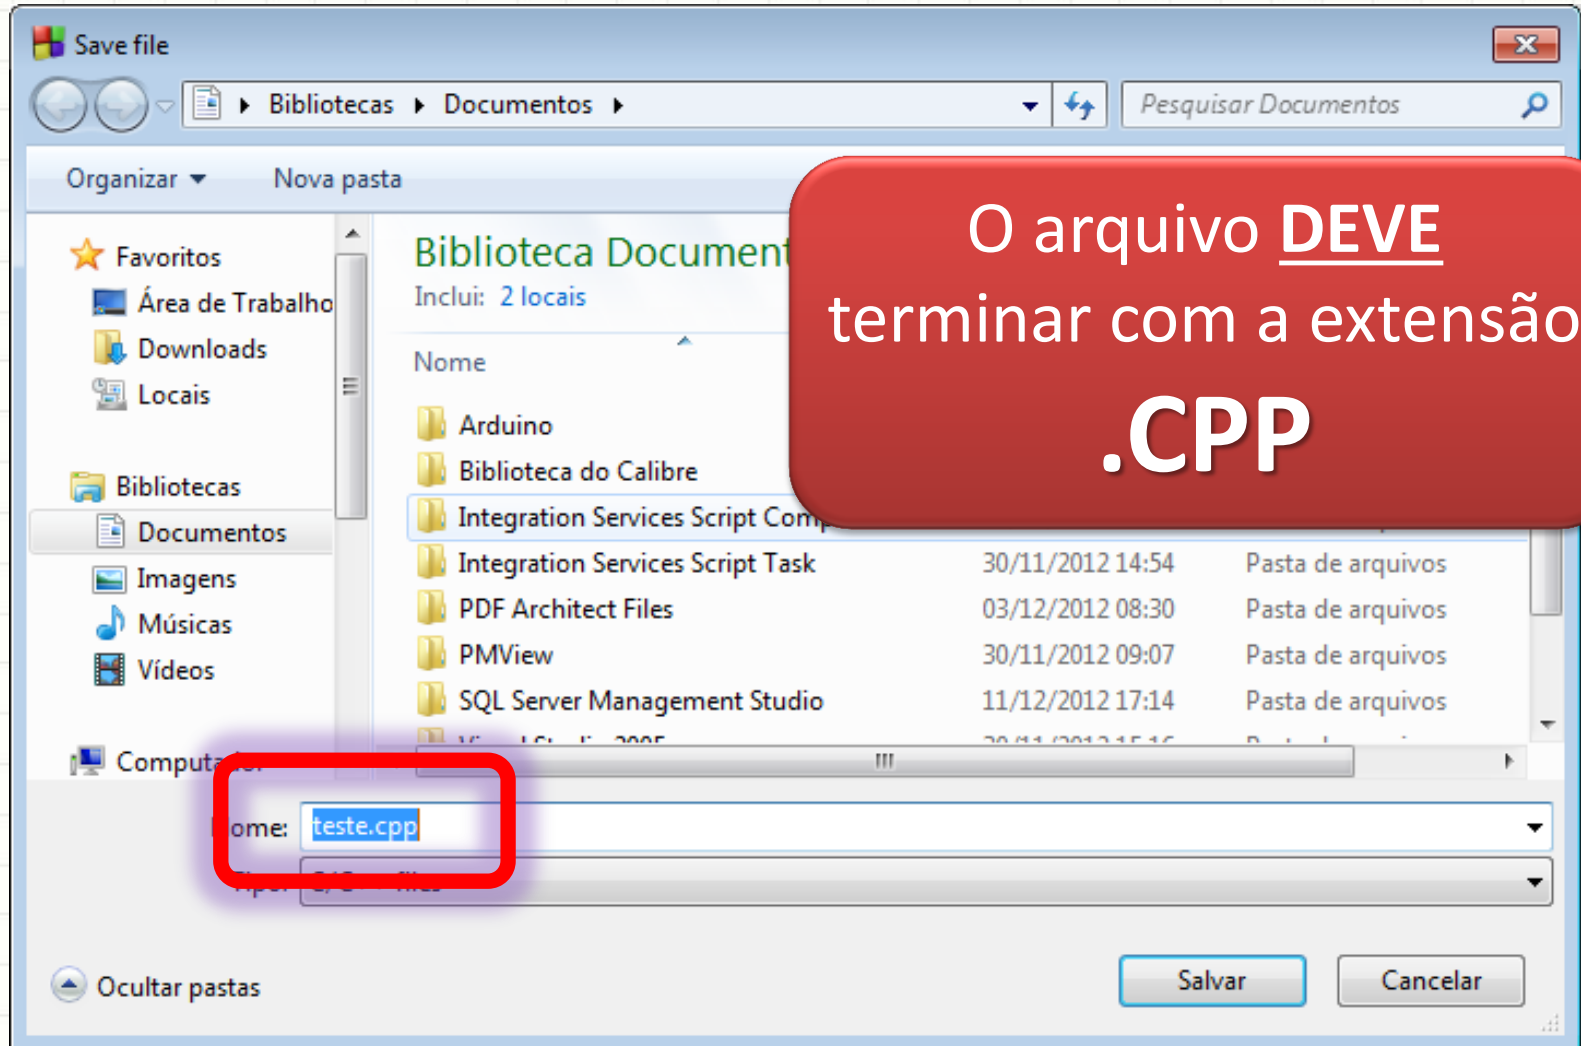 Save file
Bibliotecas Documentos
Pesquisar Documentos
Organizar Nova pasta
O arquivo DEVE
terminar com a extensão
.CPP
Favoritos
Área de Trabalho
Downloads
Locais
Bibliotecas
Documentos
Imagens
Músicas
Vídeos
Biblioteca
Inclui: 2 locais
Nome
Arduino
Biblioteca do Calibre
Integration Services Script
Integration Services Script Task 30/11/2012 14:54 Pasta de arquivos
PDF Architect Files 03/12/2012 08:30 Pasta de arquivos
PMView 30/11/2012 09:07 Pasta de arquivos
SQL Server Management Studio 11/12/2012 17:14 Pasta de arquivos
teste.cpp
Ocultar pastas
Salvar Cancelar